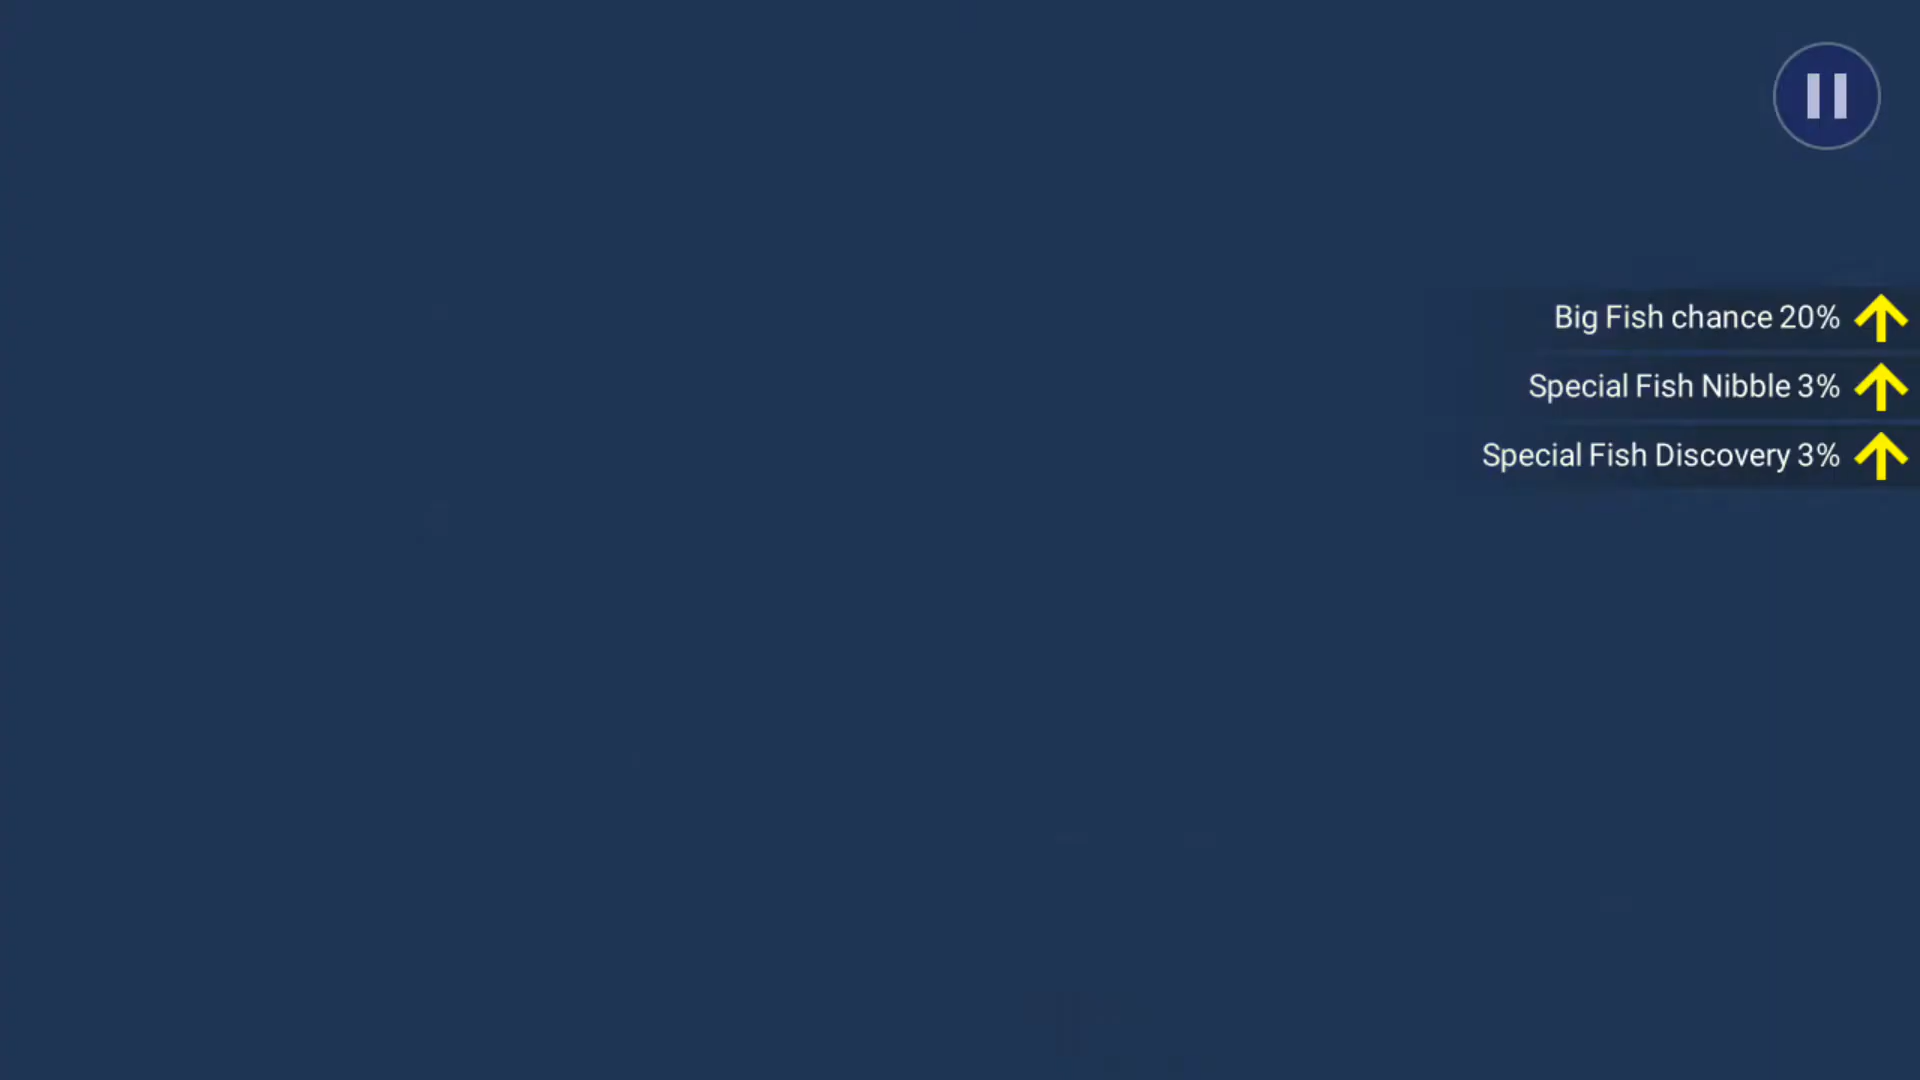 Big Fish chance 20%
Special Fish Nibble 3%
Special Fish Discovery 3%